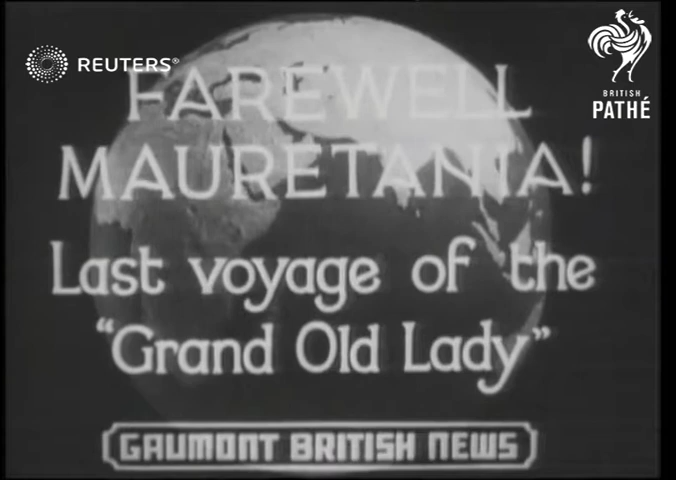 REUTERS®
BRITISH
PATHÉ
FAREWELL
MAURETANIA!
Last voyage of the
“Grand Old Lady”
GAUMONT BRITISH NEWS